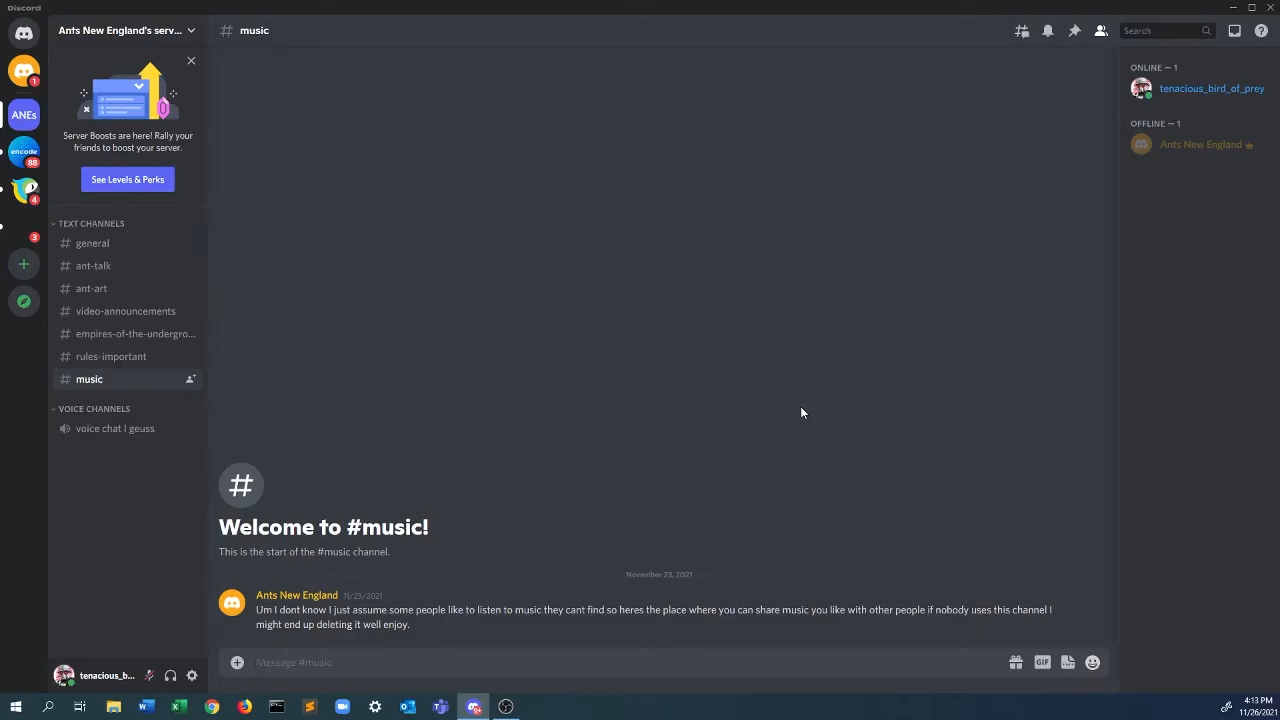 Discord
Ants New England's serv...
music
Search
1
ANEs
encode
88
4
3
Server Boosts are here! Rally your
friends to boost your server.
See Levels & Perks
TEXT CHANNELS
general
ant-talk
ant-art
video-announcements
empires-of-the-undergro...
rules-important
music
VOICE CHANNELS
voice chat I geuss
tenacious_b...
Welcome to #music!
This is the start of the #music channel.
November 23, 2021
Ants New England 11/23/2021
Um I dont know I just assume some people like to listen to music they cant find so heres the place where you can share music you like with other people if nobody uses this channel I
might end up deleting it well enjoy.
Message #music
GIF
ONLINE — 1
tenacious_bird_of_prey
OFFLINE — 1
Ants New England
4:13 PM
11/26/2021